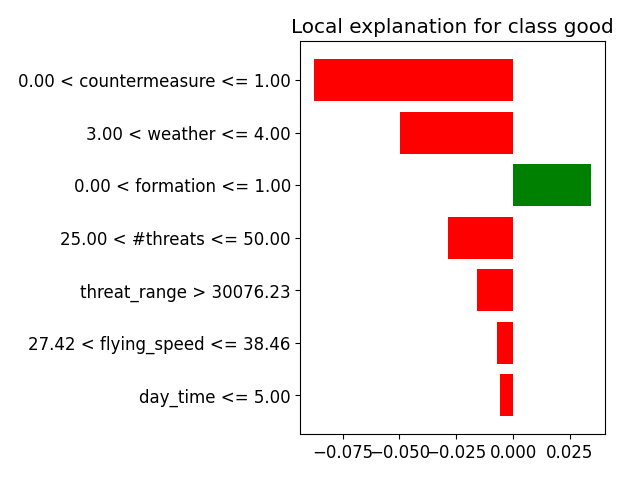 Local explanation for class good
0.00 < countermeasure <= 1.00
3.00 < weather <= 4.00
0.00 < formation <= 1.00
25.00 < #threats <= 50.00
threat_range > 30076.23
27.42 < flying_speed <= 38.46
day_time <= 5.00
−0.075 −0.050 −0.025 0.000 0.025